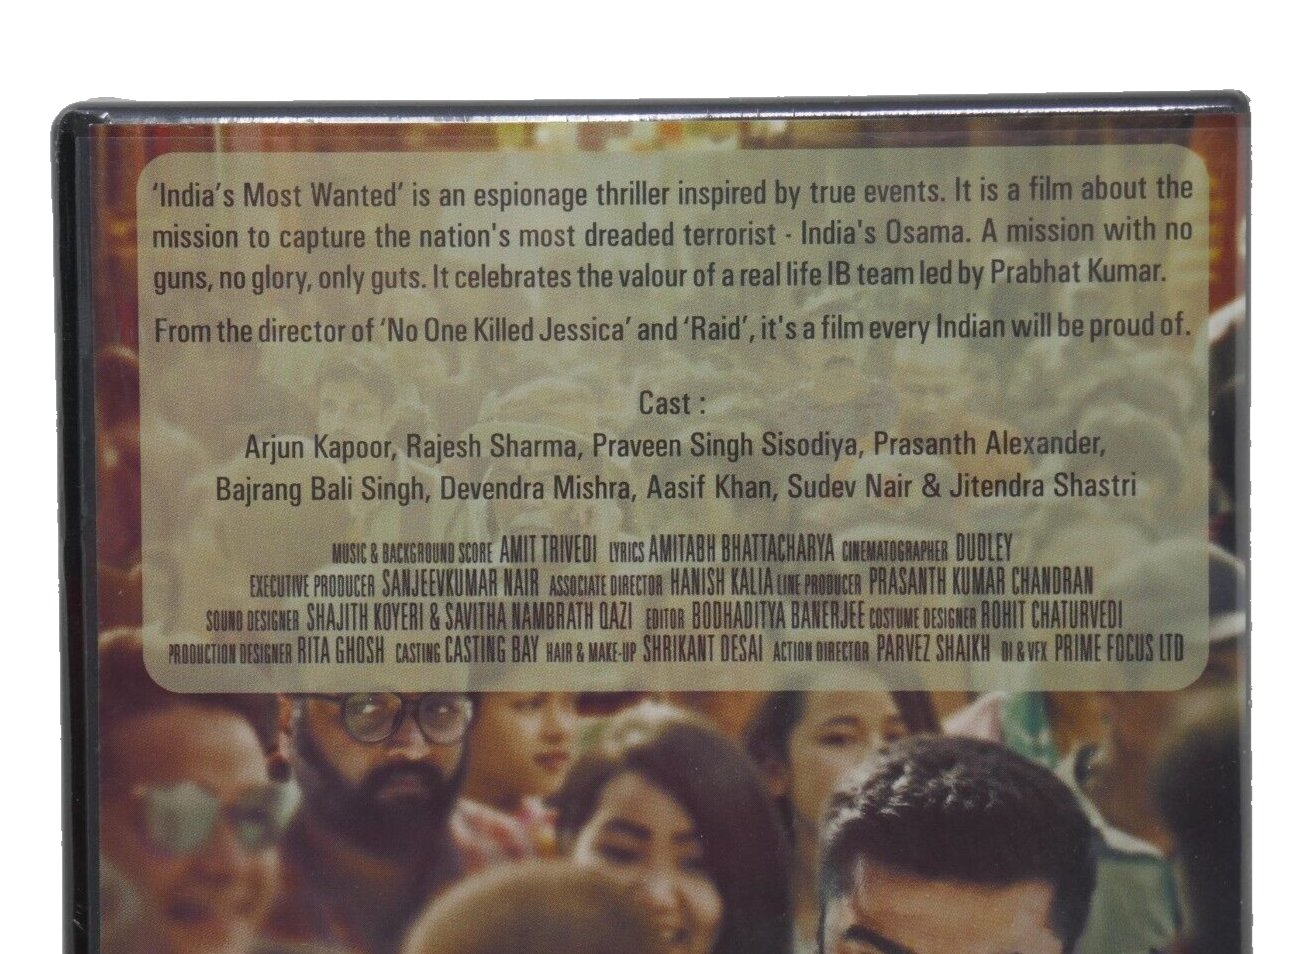 ‘India’s Most Wanted’ is an espionage thriller inspired by true events. It is a film about the
mission to capture the nation's most dreaded terrorist - India's Osama. A mission with no
guns, no glory, only guts. It celebrates the valour of a real life IB team led by Prabhat Kumar.
From the director of ‘No One Killed Jessica’ and ‘Raid’, it's a film every Indian will be proud of.
Cast :
Arjun Kapoor, Rajesh Sharma, Praveen Singh Sisodiya, Prasanth Alexander,
Bajrang Bali Singh, Devendra Mishra, Aasif Khan, Sudev Nair & Jitendra Shastri
MUSIC & BACKGROUND SCORE AMIT TRIVEDI LYRICS AMITABH BHATTACHARYA CINEMATOGRAPHER DUDLEY
EXECUTIVE PRODUCER SANJEEVKUMAR NAIR ASSOCIATE DIRECTOR HANISH KALIA LINE PRODUCER PRASANTH KUMAR CHANDRAN
SOUND DESIGNER SHAJITH KOYERI & SAVITHA NAMBRATH QAZI EDITOR BODHADITYA BANERJEE COSTUME DESIGNER ROHIT CHATURVEDI
PRODUCTION DESIGNER RITA GHOSH CASTING CASTING BAY HAIR & MAKE-UP SHRIKANT DESAI ACTION DIRECTOR PARVEZ SHAIKH DI & VFX PRIME FOCUS LTD